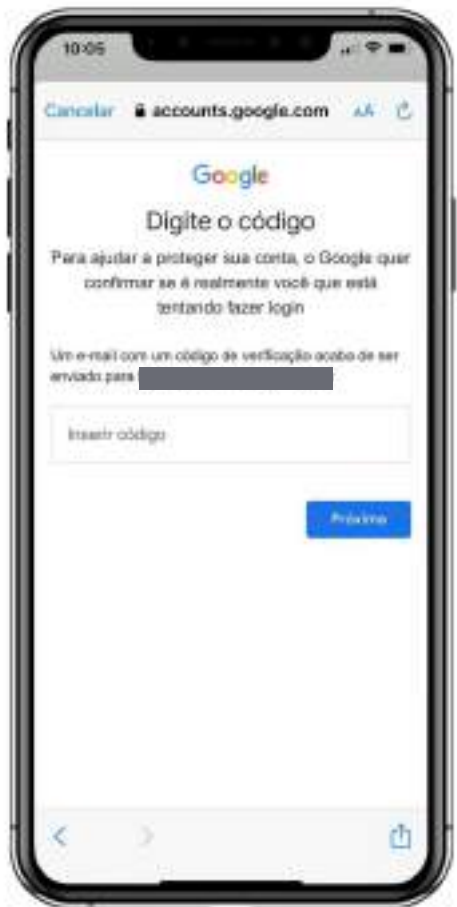 10:05
Cancelar accounts.google.com AA
Google
Digite o código
Para ajudar a proteger sua conta, o Google quer
confirmar se é realmente você que está
tentando fazer login
Um e-mail com um código de verificação acaba de ser
enviado para
Inserir código
Próximo